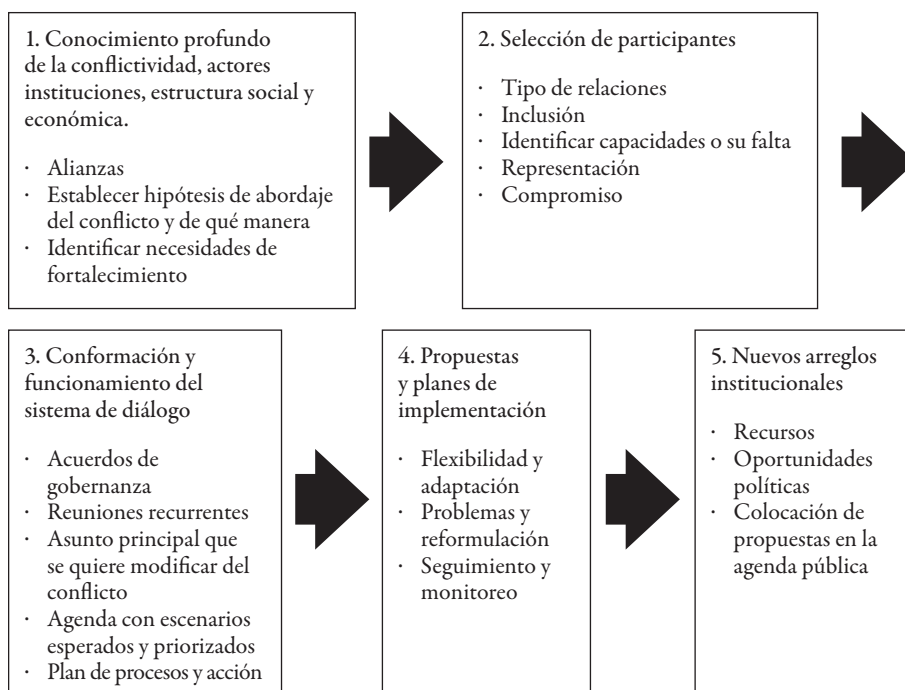 1. Conocimiento profundo
de la conflictividad, actores
instituciones, estructura social y
económica.
· Alianzas
· Establecer hipótesis de abordaje
del conflicto y de qué manera
· Identificar necesidades de
fortalecimiento
2. Selección de participantes
· Tipo de relaciones
· Inclusión
· Identificar capacidades o su falta
· Representación
· Compromiso
3. Conformación y
funcionamiento del
sistema de diálogo
· Acuerdos de
gobernanza
· Reuniones recurrentes
· Asunto principal que
se quiere modificar del
conflicto
· Agenda con escenarios
esperados y priorizados
· Plan de procesos y acción
4. Propuestas
y planes de
implementación
· Flexibilidad y
adaptación
· Problemas y
reformulación
· Seguimiento y
monitoreo
5. Nuevos arreglos
institucionales
· Recursos
· Oportunidades
políticas
· Colocación de
propuestas en la
agenda pública